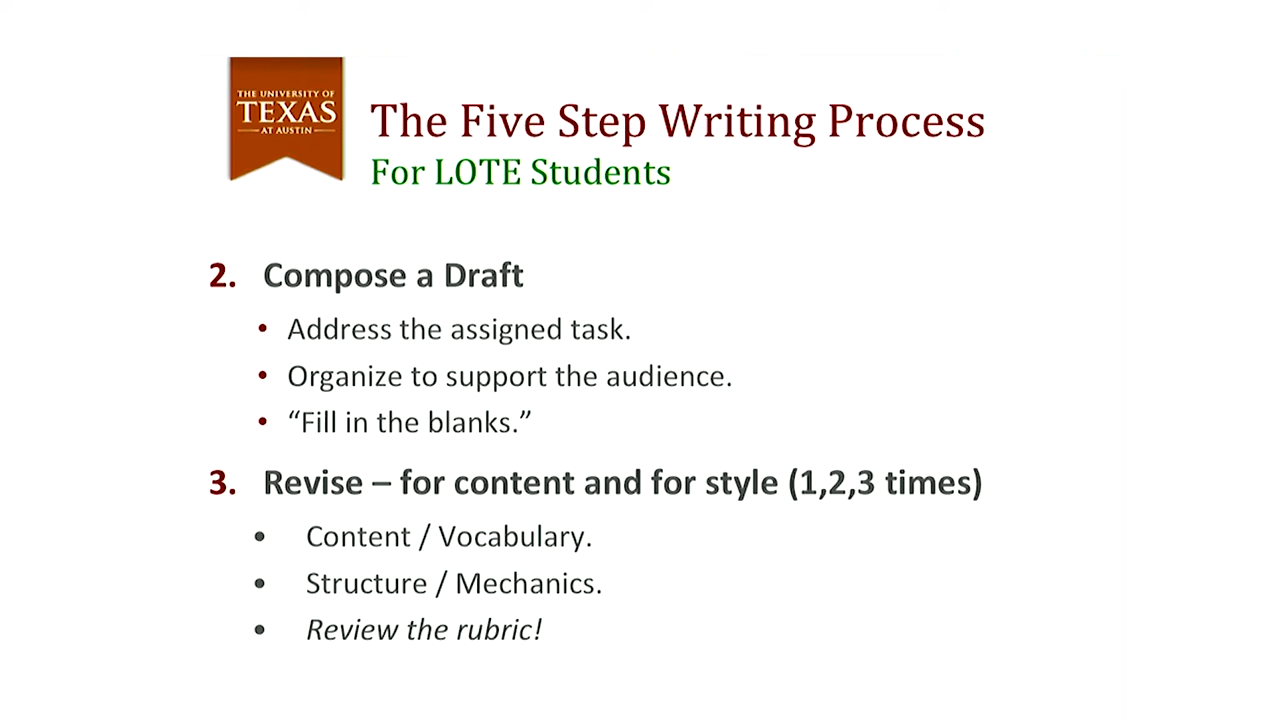 THE UNIVERSITY OF
TEXAS
AT AUSTIN
The Five Step Writing Process
For LOTE Students
2. Compose a Draft
• Address the assigned task.
• Organize to support the audience.
• “Fill in the blanks.”
3. Revise – for content and for style (1,2,3 times)
• Content / Vocabulary.
• Structure / Mechanics.
• Review the rubric!